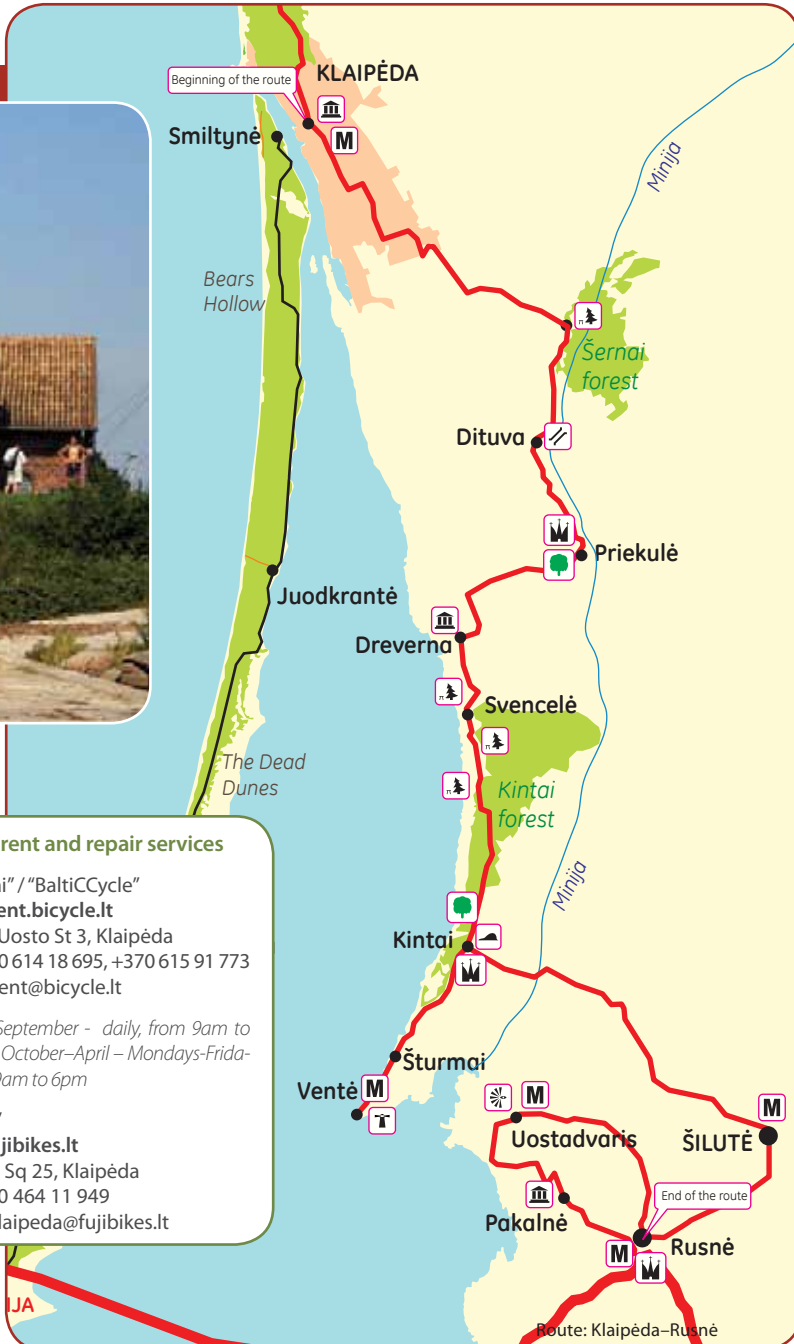 KLAIPĖDA
Beginning of the route
M
Smiltynė
Minija
Bears
Hollow
Šernai
forest
Dituva
Priekulė
Juodkrantė
Dreverna
Svencelė
The Dead
Dunes
Kintai
forest
rent and repair services
i” / “BaltiCCycle”
ent.bicycle.lt
Uosto St 3, Klaipėda
0 614 18 695, +370 615 91 773
ent@bicycle.lt
September - daily, from 9am to
October–April – Mondays-Frida-
9am to 6pm
jibikes.lt
Sq 25, Klaipėda
0 464 11 949
laipeda@fujibikes.lt
Minija
Kintai
Šturmai
Ventė M
M
Uostadvaris
M
ŠILUTĖ
Pakalnė
End of the route
M
Rusnė
IJA
Route: Klaipėda–Rusnė